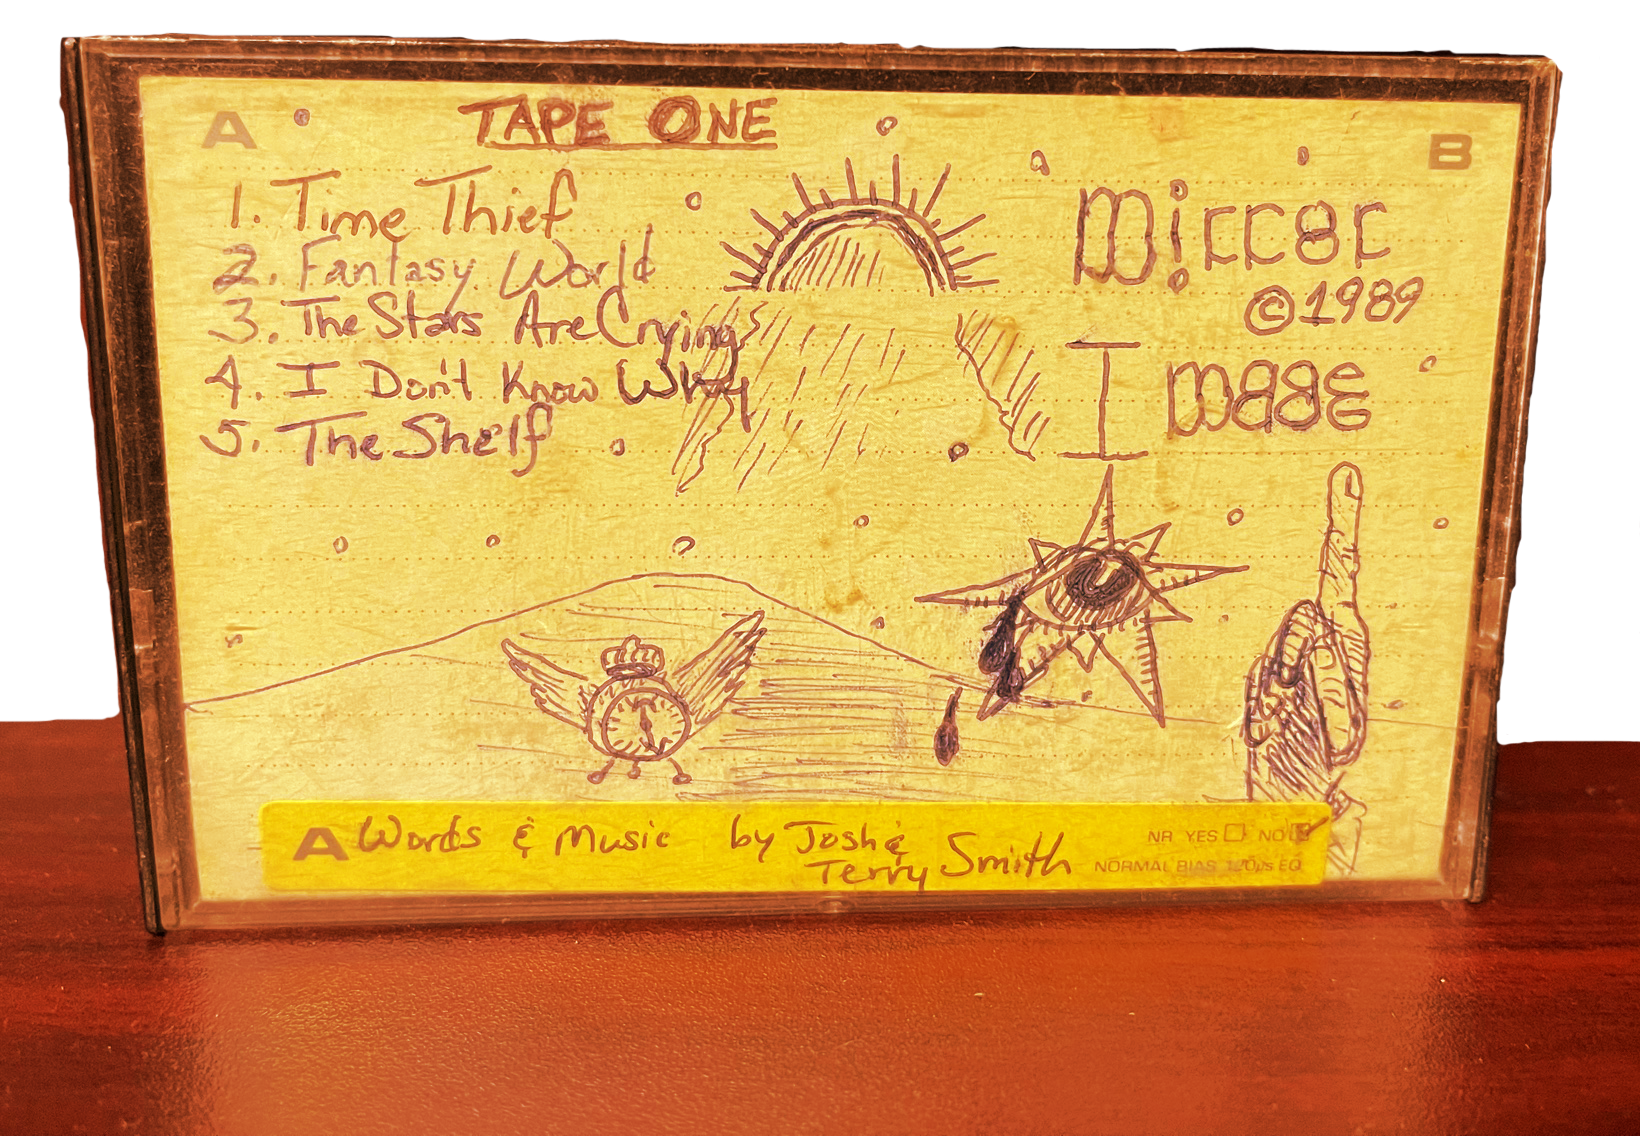 A
TAPE ONE
B
1. Time Thief
2. Fantasy World
3. The Stars Are Crying
4. I Don't Know Why
5. The Shelf
Mirror
©1989
Image
A Words & Music by Josh &
Terry Smith
NR YES NO
NORMAL BIAS 120μs EQ